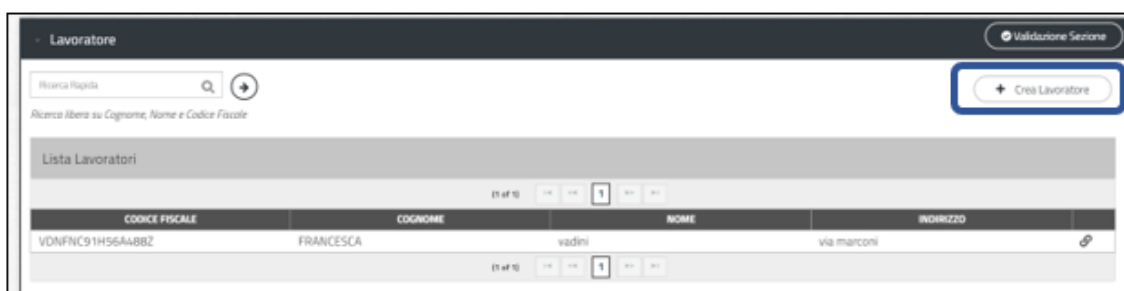 Lavoratore
Validazione Sezione
Ricerca Rapida
Crea Lavoratore
Ricerca libera su Cognome, Nome e Codice Fiscale
Lista Lavoratori
(1 of 1) 1
CODICE FISCALE COGNOME NOME INDIRIZZO
VDNFNC91H56A488Z FRANCESCA vadini via marconi
(1 of 1) 1